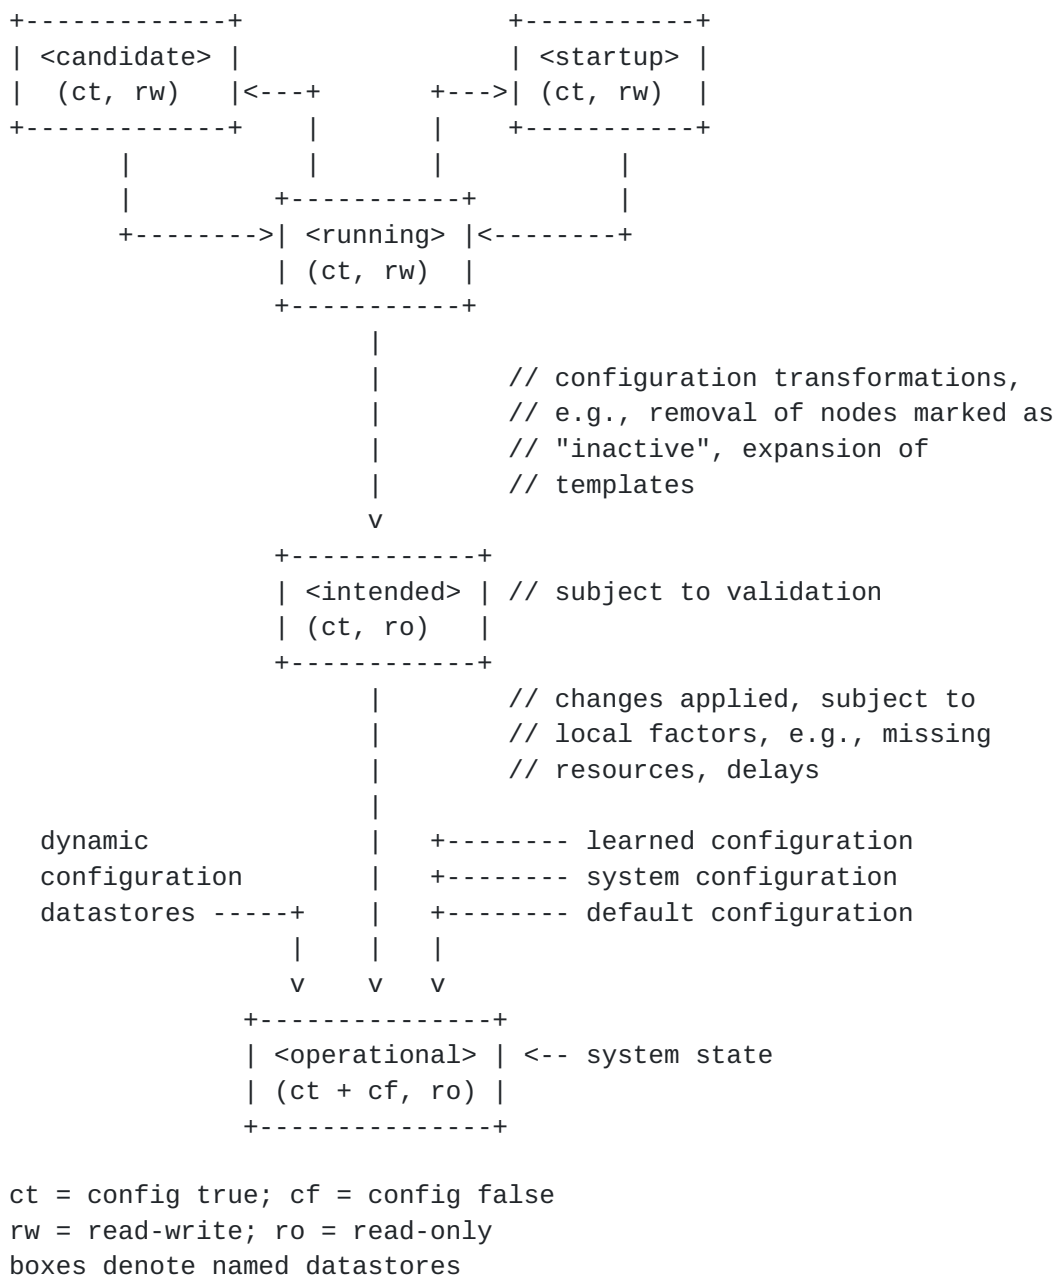 +-------------+                 +-----------+
| <candidate> |                 | <startup> |
|  (ct, rw)   |<---+       +--->| (ct, rw)  |
+-------------+    |       |    +-----------+
       |           |       |           |
       |         +-----------+         |
       +-------->| <running> |<--------+
                 | (ct, rw)  |
                 +-----------+
                       |
                       |        // configuration transformations,
                       |        // e.g., removal of nodes marked as
                       |        // "inactive", expansion of
                       |        // templates
                       v
                 +------------+
                 | <intended> | // subject to validation
                 | (ct, ro)   |
                 +------------+
                       |        // changes applied, subject to
                       |        // local factors, e.g., missing
                       |        // resources, delays
                       |
  dynamic              |   +-------- learned configuration
  configuration        |   +-------- system configuration
  datastores -----+    |   +-------- default configuration
                  |    |   |
                  v    v   v
               +---------------+
               | <operational> | <-- system state
               | (ct + cf, ro) |
               +---------------+

ct = config true; cf = config false
rw = read-write; ro = read-only
boxes denote named datastores